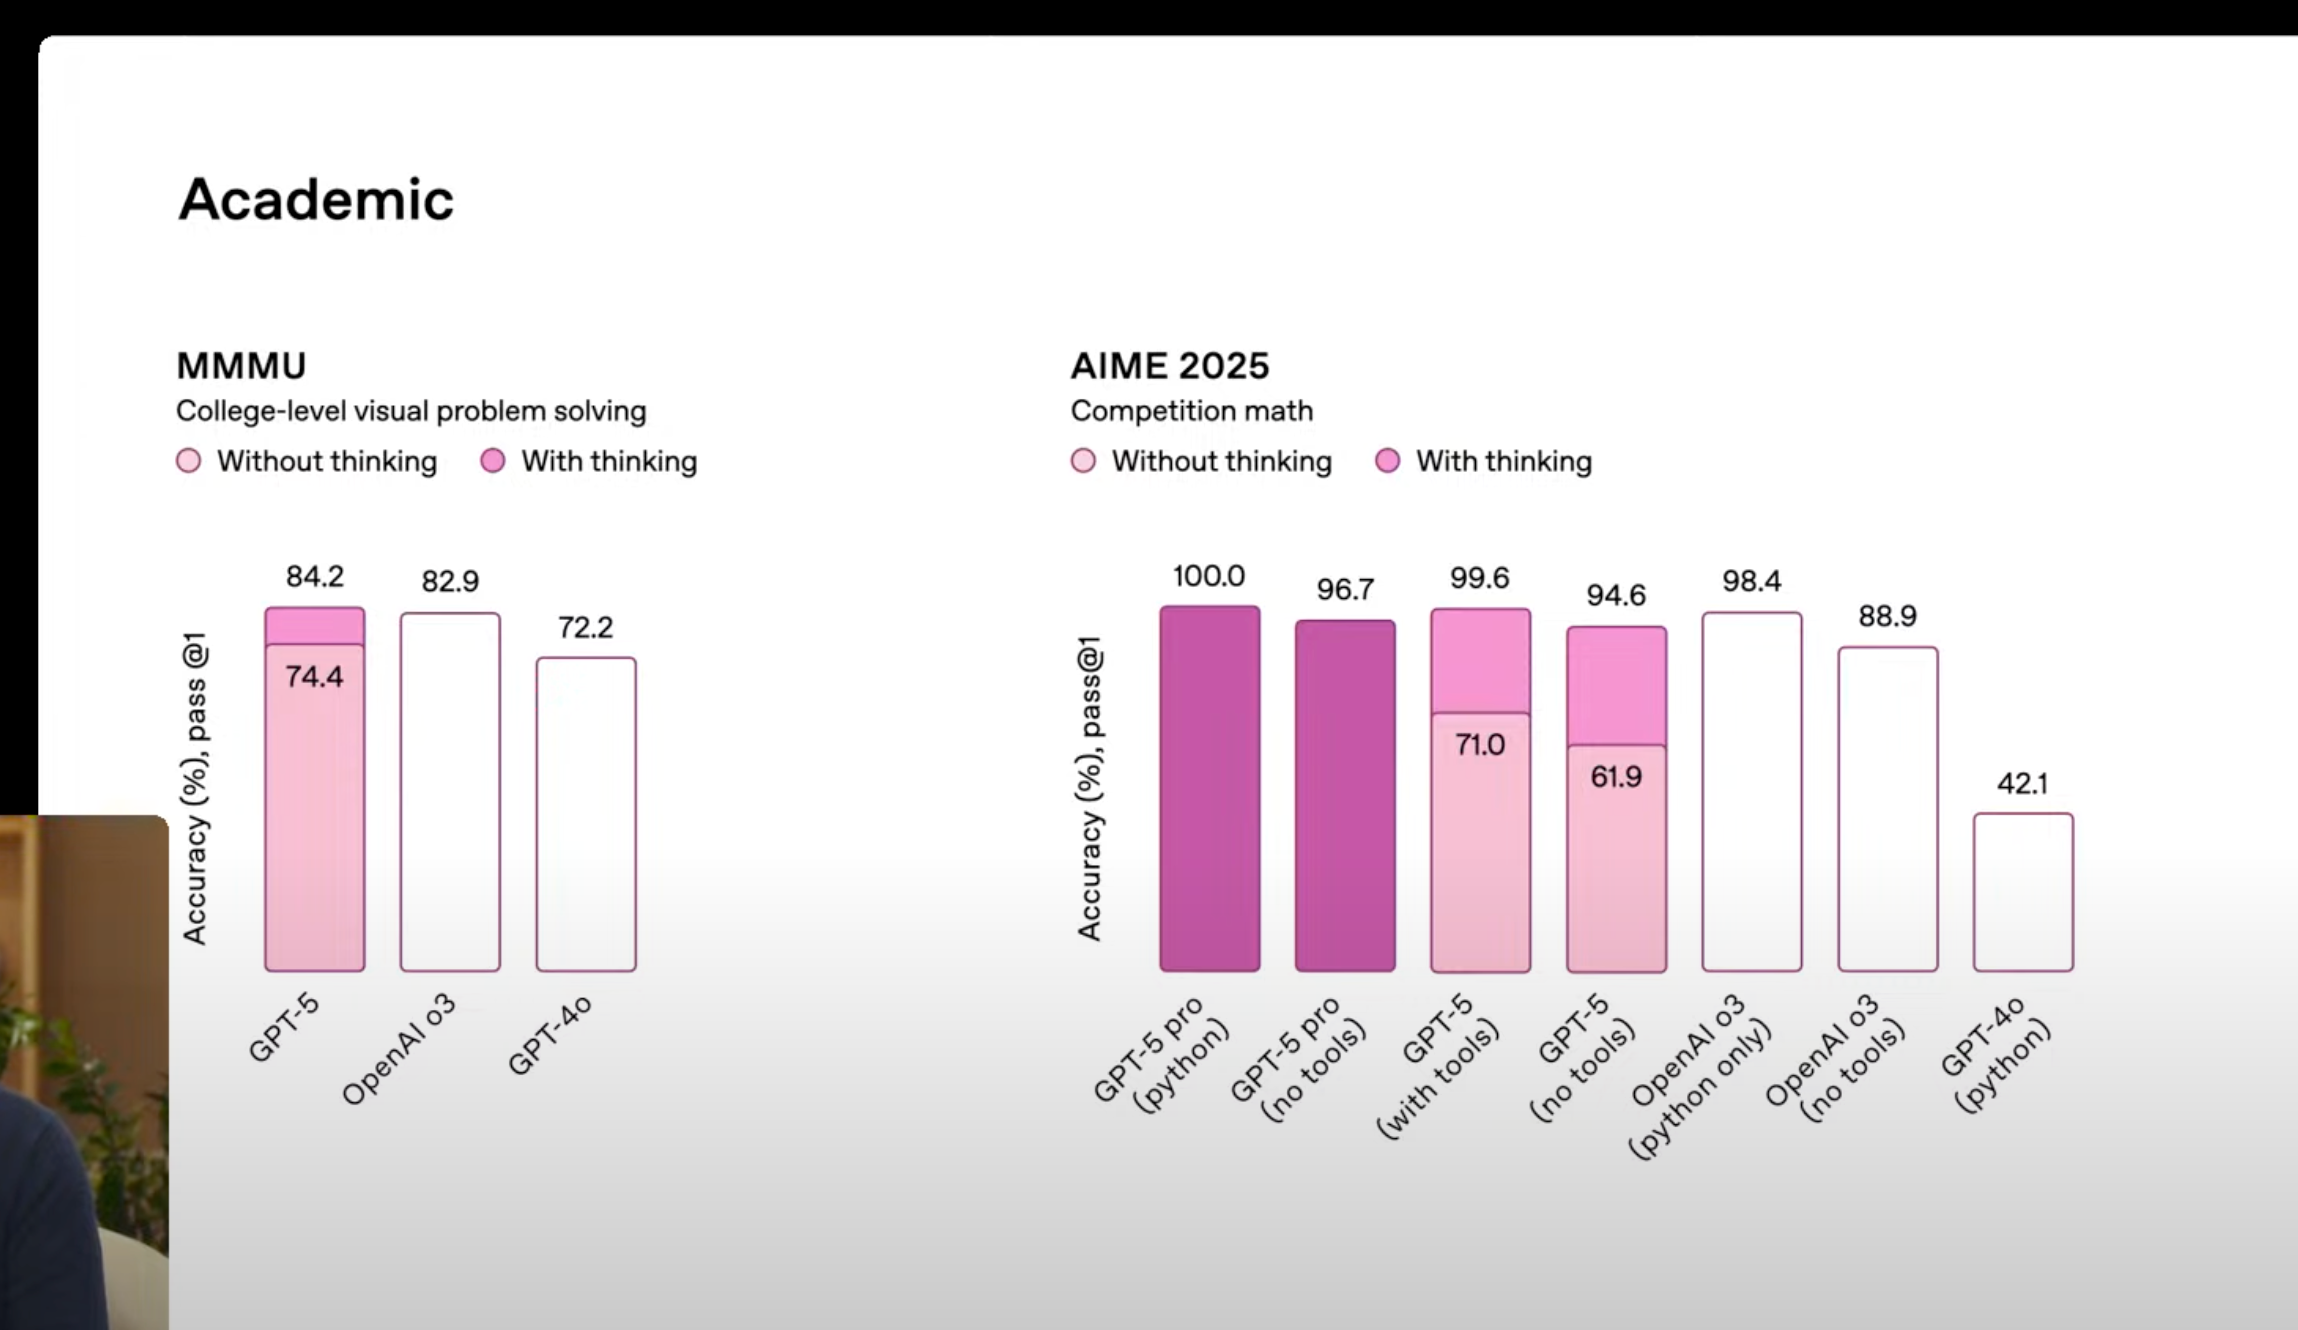 Academic
MMMU
College-level visual problem solving
Without thinking
With thinking
Accuracy (%), pass @1
84.2
74.4
82.9
72.2
GPT-5
OpenAI o3
GPT-4o
AIME 2025
Competition math
Without thinking
With thinking
Accuracy (%), pass@1
100.0
96.7
99.6
71.0
94.6
61.9
98.4
88.9
42.1
GPT-5 pro
(python)
GPT-5 pro
(no tools)
GPT-5
(with tools)
GPT-5
(no tools)
OpenAI o3
(python only)
OpenAI o3
(no tools)
GPT-4o
(python)